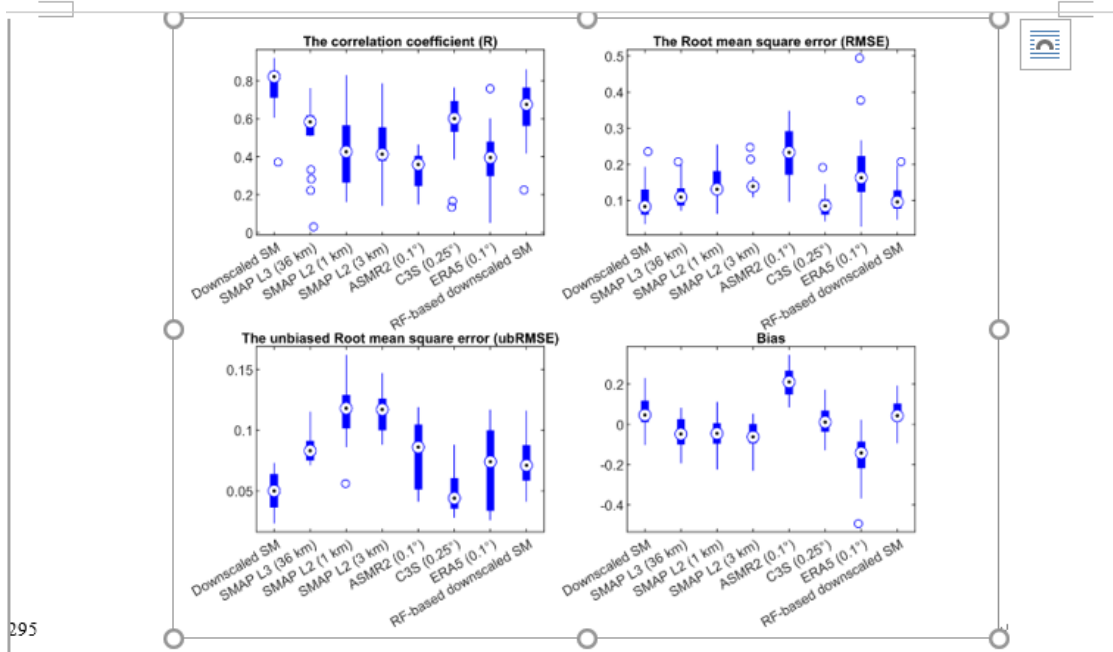 The correlation coefficient (R)
0.8
0.6
0.4
0.2
0
Downscaled SM
SMAP L3 (36 km)
SMAP L2 (1 km)
SMAP L2 (3 km)
ASMR2 (0.1°)
C3S (0.25°)
ERA5 (0.1°)
RF-based downscaled SM
The Root mean square error (RMSE)
0.5
0.4
0.3
0.2
0.1
Downscaled SM
SMAP L3 (36 km)
SMAP L2 (1 km)
SMAP L2 (3 km)
ASMR2 (0.1°)
C3S (0.25°)
ERA5 (0.1°)
RF-based downscaled SM
The unbiased Root mean square error (ubRMSE)
0.15
0.1
0.05
Downscaled SM
SMAP L3 (36 km)
SMAP L2 (1 km)
SMAP L2 (3 km)
ASMR2 (0.1°)
C3S (0.25°)
ERA5 (0.1°)
RF-based downscaled SM
Bias
0.2
0
-0.2
-0.4
Downscaled SM
SMAP L3 (36 km)
SMAP L2 (1 km)
SMAP L2 (3 km)
ASMR2 (0.1°)
C3S (0.25°)
ERA5 (0.1°)
RF-based downscaled SM
295